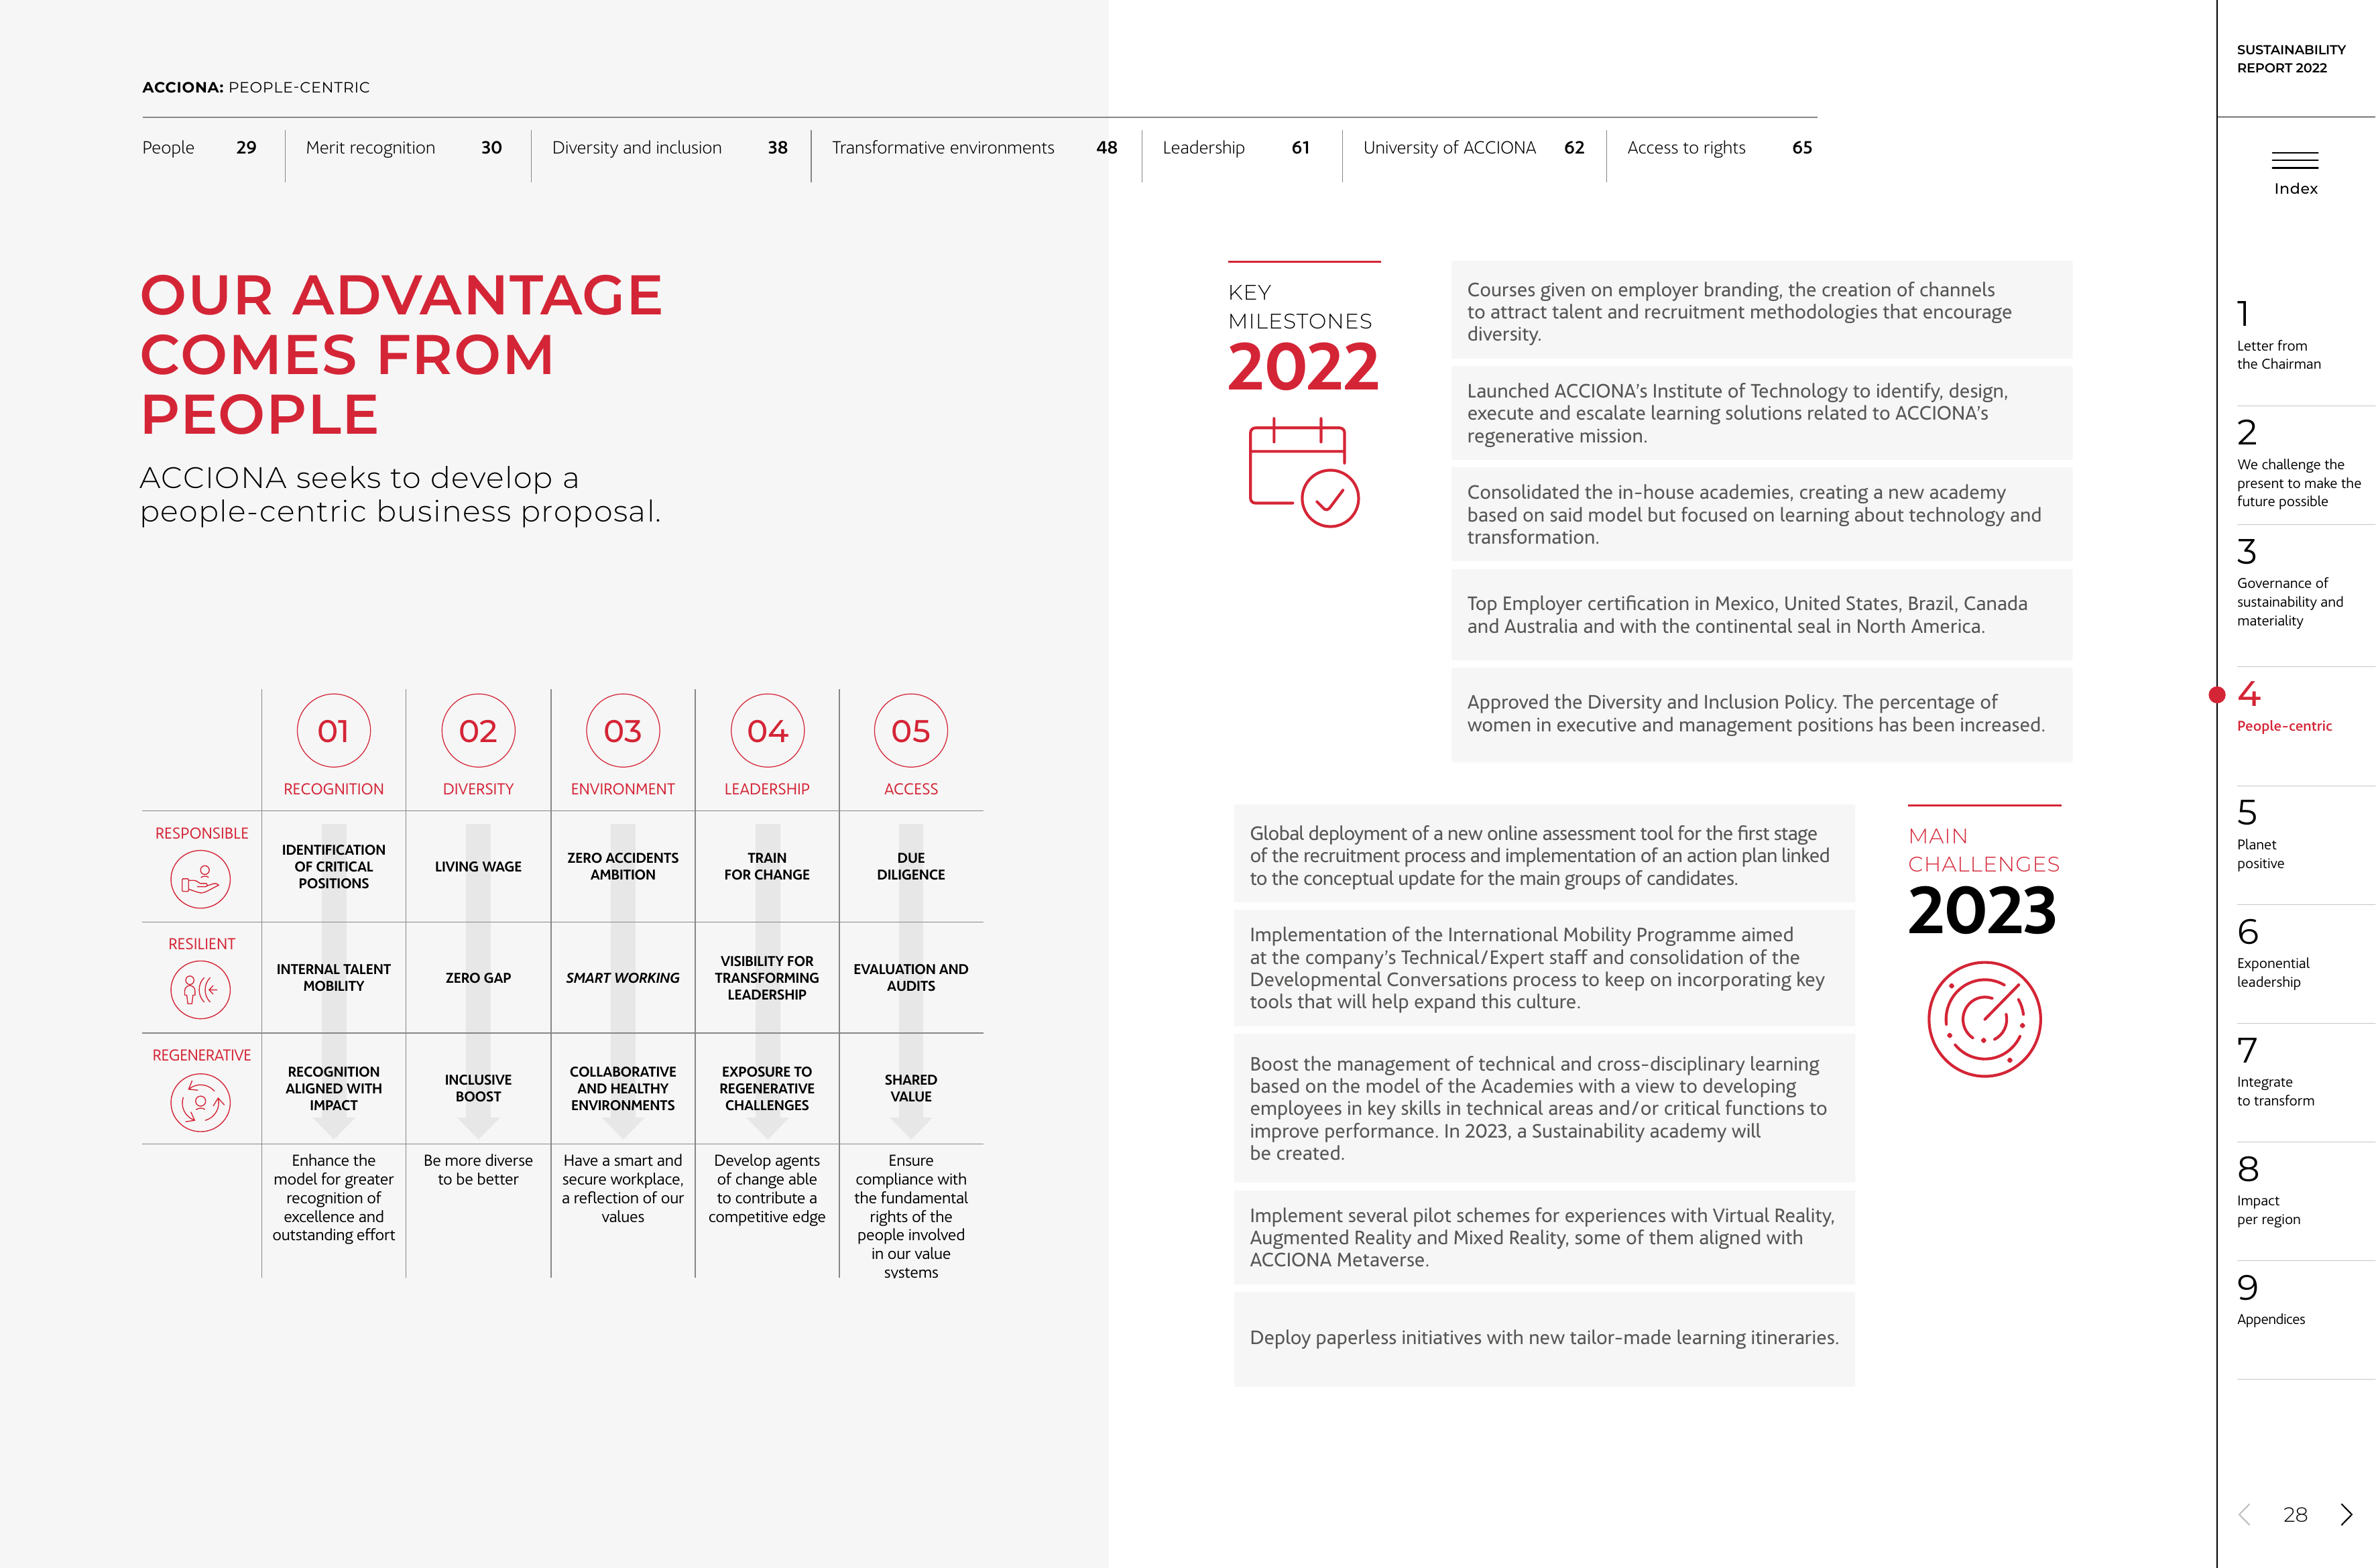 ACCIONA: PEOPLE-CENTRIC
People 29 Merit recognition 30 Diversity and inclusion 38 Transformative environments 48 Leadership 61 University of ACCIONA 62 Access to rights 65
OUR ADVANTAGE
COMES FROM
PEOPLE
ACCIONA seeks to develop a
people-centric business proposal.
01 02 03 04 05
RECOGNITION DIVERSITY ENVIRONMENT LEADERSHIP ACCESS
RESPONSIBLE
IDENTIFICATION
OF CRITICAL
POSITIONS
LIVING WAGE
ZERO ACCIDENTS
AMBITION
TRAIN
FOR CHANGE
DUE
DILIGENCE
RESILIENT
INTERNAL TALENT
MOBILITY
ZERO GAP
SMART WORKING
VISIBILITY FOR
TRANSFORMING
LEADERSHIP
EVALUATION AND
AUDITS
REGENERATIVE
RECOGNITION
ALIGNED WITH
IMPACT
INCLUSIVE
BOOST
COLLABORATIVE
AND HEALTHY
ENVIRONMENTS
EXPOSURE TO
REGENERATIVE
CHALLENGES
SHARED
VALUE
Enhance the
model for greater
recognition of
excellence and
outstanding effort
Be more diverse
to be better
Have a smart and
secure workplace,
a reflection of our
values
Develop agents
of change able
to contribute a
competitive edge
Ensure
compliance with
the fundamental
rights of the
people involved
in our value
systems
KEY
MILESTONES
2022
Courses given on employer branding, the creation of channels
to attract talent and recruitment methodologies that encourage
diversity.
Launched ACCIONA’s Institute of Technology to identify, design,
execute and escalate learning solutions related to ACCIONA’s
regenerative mission.
Consolidated the in-house academies, creating a new academy
based on said model but focused on learning about technology and
transformation.
Top Employer certification in Mexico, United States, Brazil, Canada
and Australia and with the continental seal in North America.
Approved the Diversity and Inclusion Policy. The percentage of
women in executive and management positions has been increased.
MAIN
CHALLENGES
2023
Global deployment of a new online assessment tool for the first stage
of the recruitment process and implementation of an action plan linked
to the conceptual update for the main groups of candidates.
Implementation of the International Mobility Programme aimed
at the company’s Technical/Expert staff and consolidation of the
Developmental Conversations process to keep on incorporating key
tools that will help expand this culture.
Boost the management of technical and cross-disciplinary learning
based on the model of the Academies with a view to developing
employees in key skills in technical areas and/or critical functions to
improve performance. In 2023, a Sustainability academy will
be created.
Implement several pilot schemes for experiences with Virtual Reality,
Augmented Reality and Mixed Reality, some of them aligned with
ACCIONA Metaverse.
Deploy paperless initiatives with new tailor-made learning itineraries.
SUSTAINABILITY
REPORT 2022
Index
1
Letter from
the Chairman
2
We challenge the
present to make the
future possible
3
Governance of
sustainability and
materiality
4
People-centric
5
Planet
positive
6
Exponential
leadership
7
Integrate
to transform
8
Impact
per region
9
Appendices
28